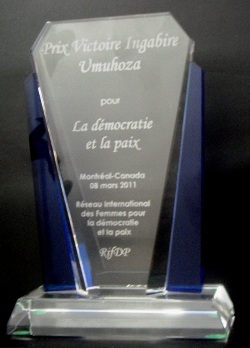 Prix Victoire Ingabire
Umuhoza
pour
La démocratie
et la paix
Montréal-Canada
08 mars 2011
Réseau International
des Femmes pour
la démocratie
et la paix
RifDP